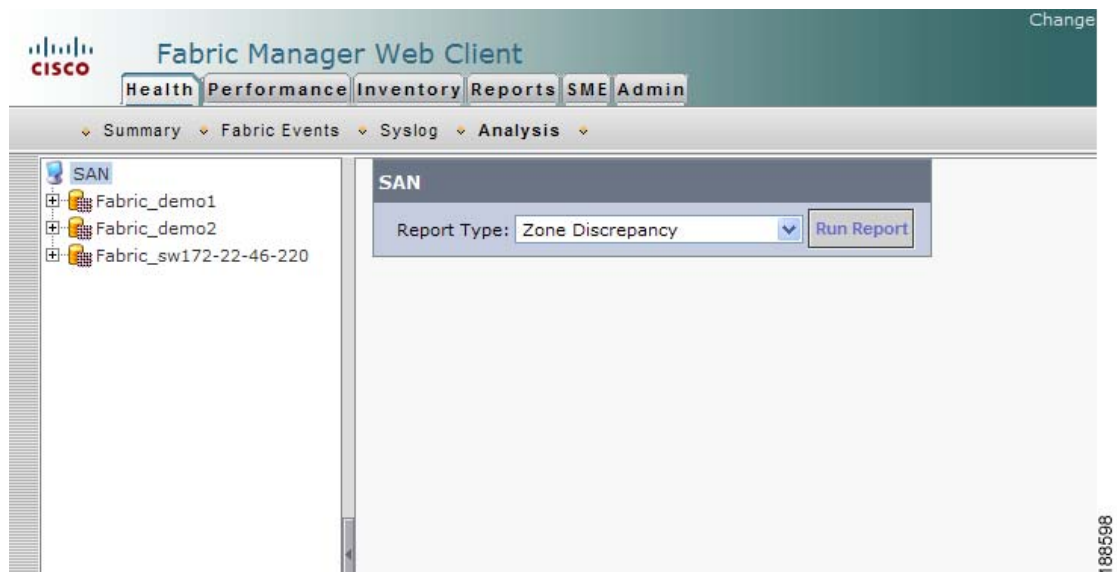 Change
CISCO
Fabric Manager Web Client
Health Performance Inventory Reports SME Admin
Summary Fabric Events Syslog Analysis
SAN
Fabric_demo1
Fabric_demo2
Fabric_sw172-22-46-220
SAN
Report Type: Zone Discrepancy Run Report
188598